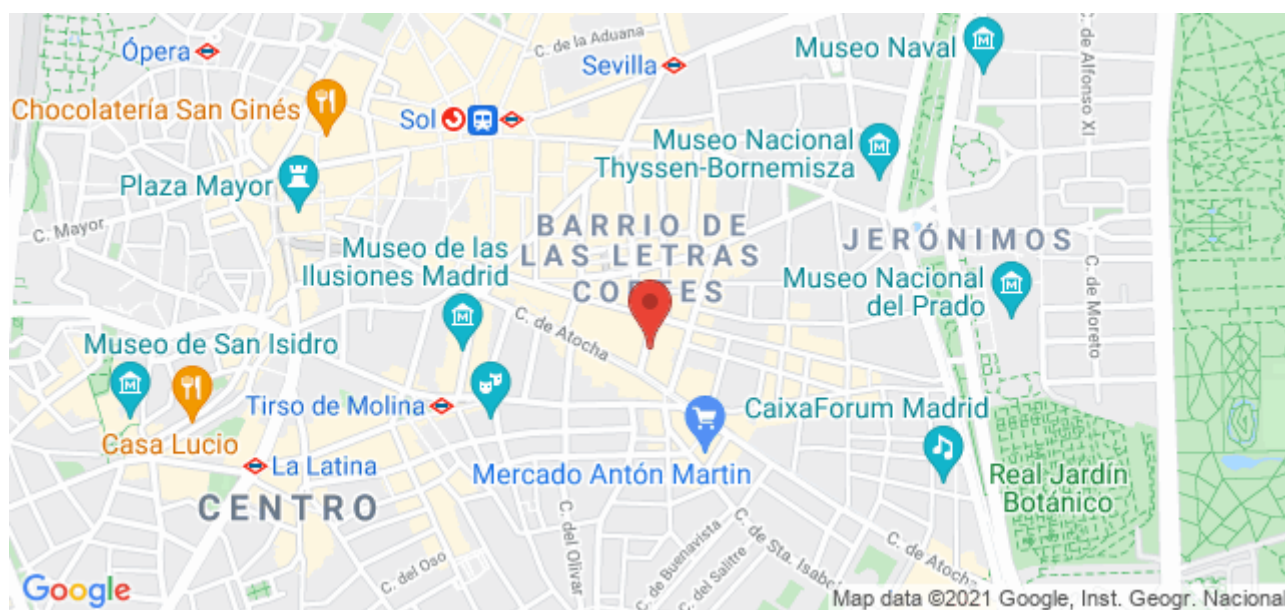 Ópera
C. de la Aduana
Museo Naval
Sevilla
C. de Alfonso XI
Chocolatería San Ginés
Sol
Museo Nacional
Thyssen-Bornemisza
Plaza Mayor
C. Mayor
BARRIO DE
LAS LETRAS
CORTES
JERÓNIMOS
Museo de las
Ilusiones Madrid
Museo Nacional
del Prado
C. de Moreto
C. de Atocha
Museo de San Isidro
Tirso de Molina
CaixaForum Madrid
Casa Lucio
La Latina
Mercado Antón Martin
Real Jardín
Botánico
CENTRO
C. del Olivar
C. de Buenavista
C. del Salitre
C. de Sta. Isabel
C. de Atocha
C. del Oso
Google
Map data ©2021 Google, Inst. Geogr. Nacional